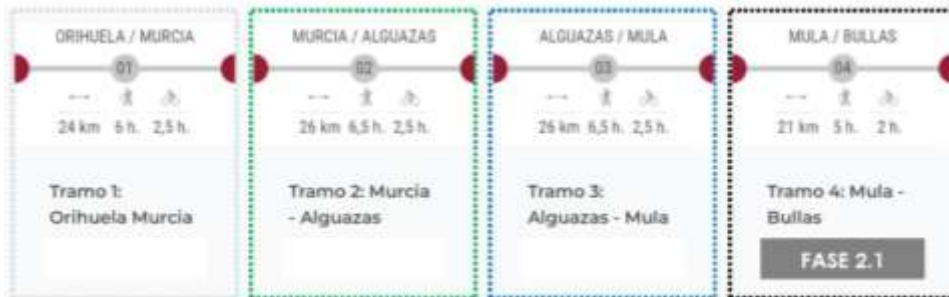 ORIHUELA / MURCIA
01
24 km 6 h. 2,5 h.
Tramo 1:
Orihuela Murcia
MURCIA / ALGUAZAS
02
26 km 6,5 h. 2,5 h.
Tramo 2: Murcia
- Alguazas
ALGUAZAS / MULA
03
26 km 6,5 h. 2,5 h.
Tramo 3:
Alguazas - Mula
MULA / BULLAS
04
21 km 5 h. 2 h.
Tramo 4: Mula -
Bullas
FASE 2.1